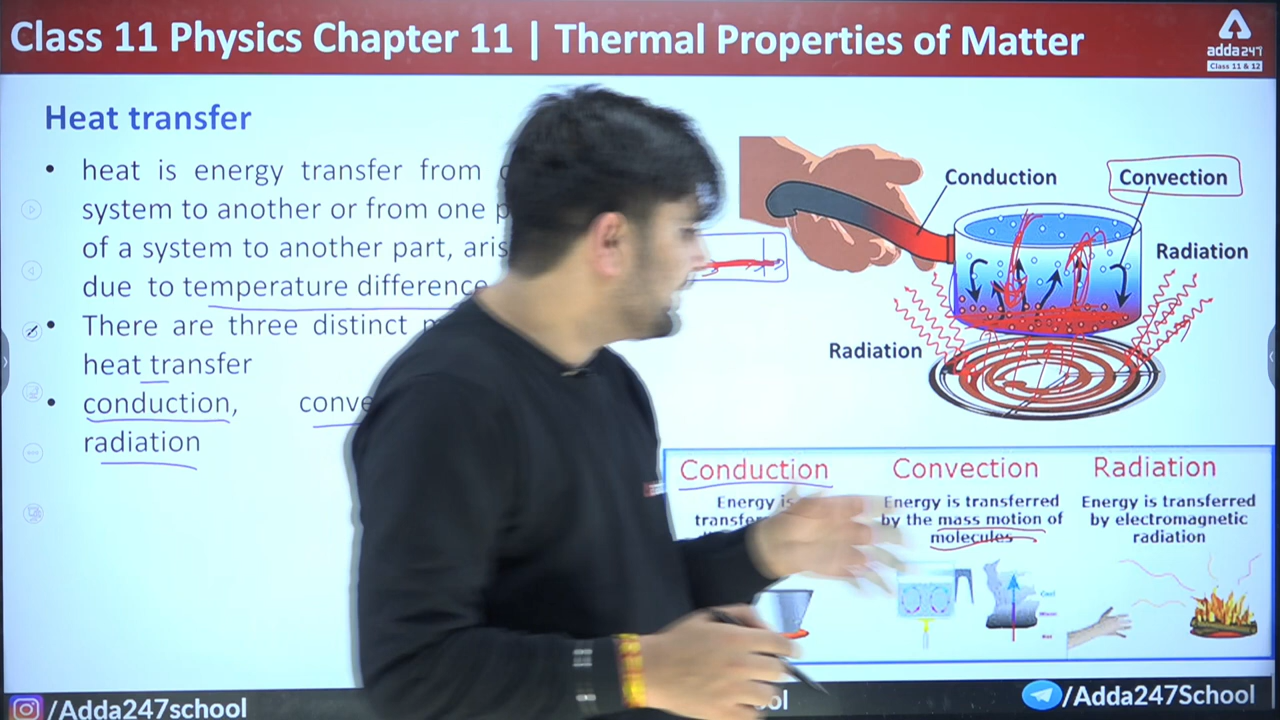 Class 11 Physics Chapter 11 | Thermal Properties of Matter
adda247
Class 11 & 12
Heat transfer
• heat is energy transfer from
system to another or from one
of a system to another part,
due to temperature difference
• There are three distinct
heat transfer
• conduction,
radiation
Conduction
Convection
Radiation
Radiation
Conduction
Energy is
Convection
Energy is transferred
by the mass motion of
molecules
Cool
Radiation
Energy is transferred
by electromagnetic
radiation
/Adda247school
/Adda247School